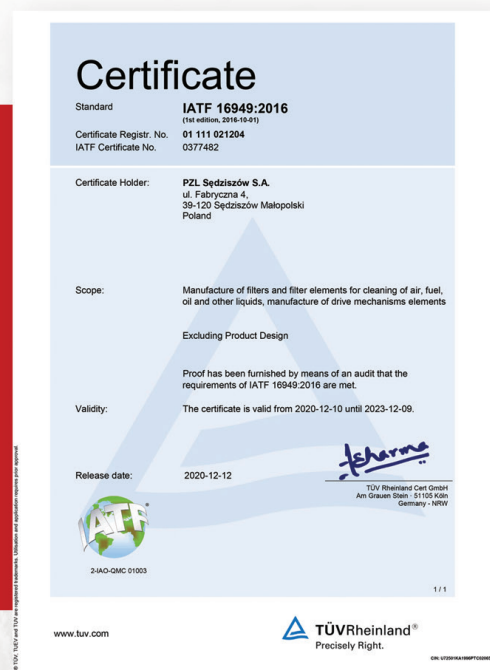 Certificate
Standard IATF 16949:2016
(1st edition, 2016-10-01)
Certificate Registr. No. 01 111 021204
IATF Certificate No. 0377482
Certificate Holder: PZL Sędziszów S.A.
ul. Fabryczna 4,
39-120 Sędziszów Małopolski
Poland
Scope: Manufacture of filters and filter elements for cleaning of air, fuel,
oil and other liquids, manufacture of drive mechanisms elements
Excluding Product Design
Proof has been furnished by means of an audit that the
requirements of IATF 16949:2016 are met.
Validity: The certificate is valid from 2020-12-10 until 2023-12-09.
Release date: 2020-12-12
TÜV Rheinland Cert GmbH
Am Grauen Stein · 51105 Köln
Germany - NRW
IATF
2-IAO-QMC 01003
1 / 1
® TÜV, TUEV and TUV are registered trademarks. Utilisation and application requires prior approval.
www.tuv.com
TÜVRheinland®
Precisely Right.